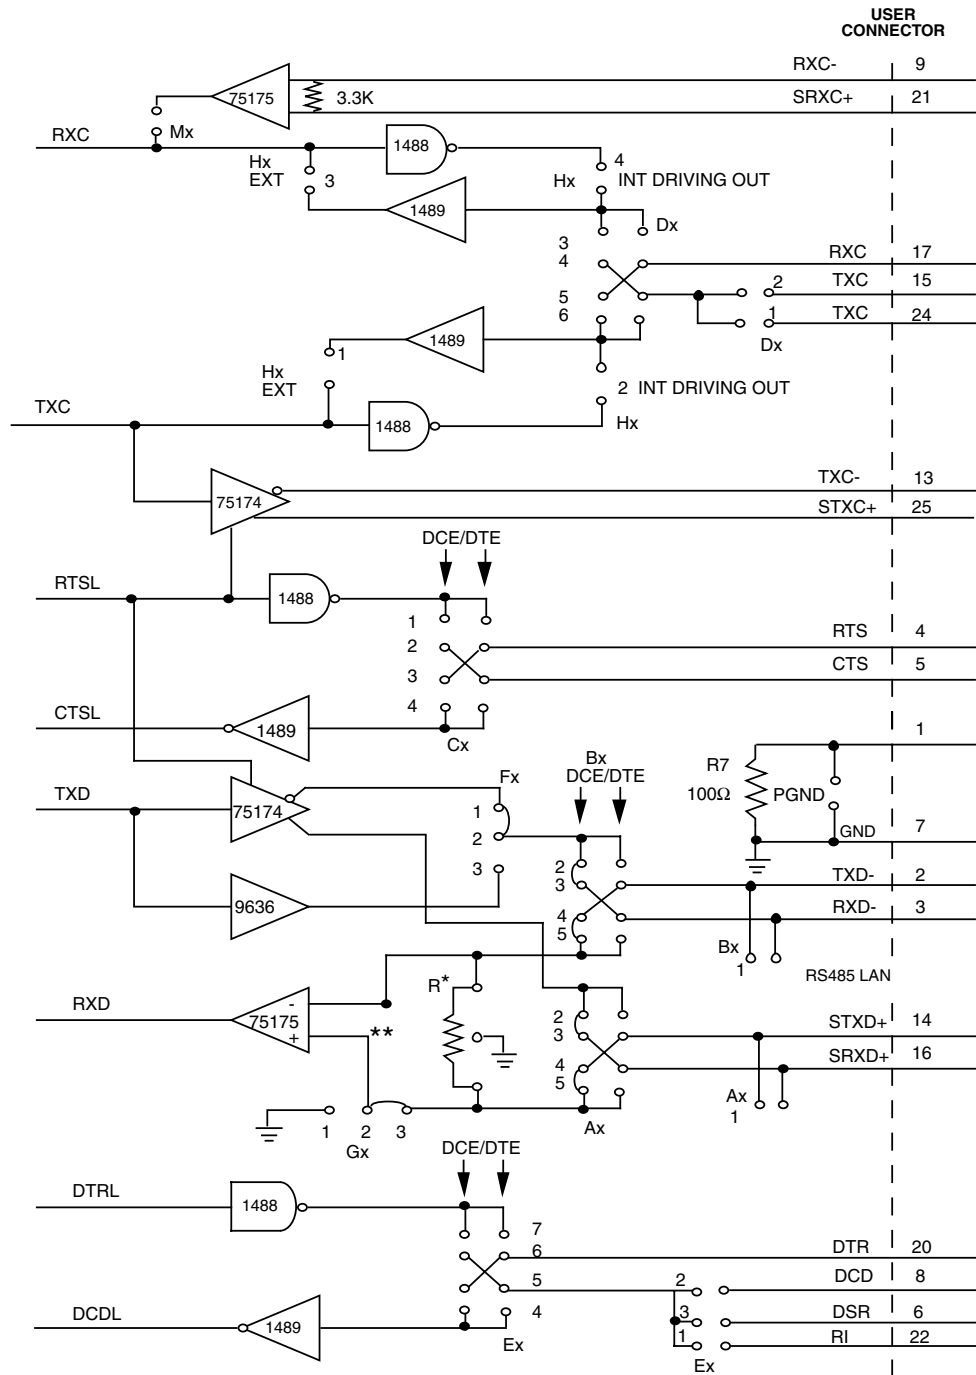 USER
CONNECTOR
RXC- 9
75175 3.3K SRXC+ 21
RXC Mx 1488
Hx
EXT 3 4
Hx INT DRIVING OUT
1489 Dx
3
4 RXC 17
5 2 TXC 15
6 1 TXC 24
1489 Dx
1
Hx
EXT 2 INT DRIVING OUT
TXC 1488 Hx
75174 TXC- 13
STXC+ 25
DCE/DTE
RTSL 1488
1
2 RTS 4
3 CTS 5
4
CTSL 1489 Cx
1
Bx
DCE/DTE
R7
100Ω PGND
Fx
TXD 75174 1
2 GND 7
3 2
3 TXD- 2
9636 4 RXD- 3
5 Bx
1
RS485 LAN
R*
RXD 75175 - + **
2
3 STXD+ 14
4 SRXD+ 16
5 Ax
1
1 2 3
Gx Ax
DCE/DTE
DTRL 1488
7
6 DTR 20
5 2 DCD 8
4 3 DSR 6
DCDL 1489 Ex 1 RI 22
Ex